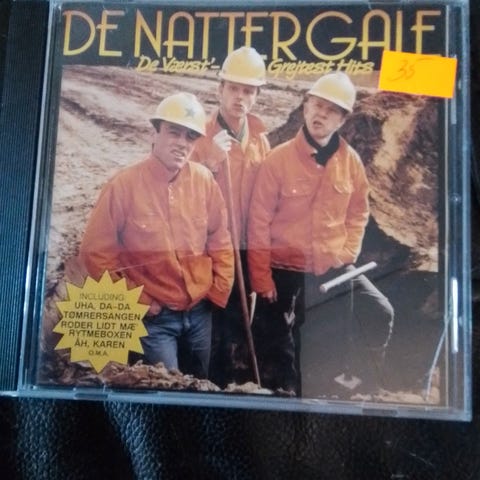 DE NATTERGALE
De Værst'-
Grejtest Hits
35
INCLUDING:
UHA, DA-DA
TØMRERSANGEN
RODER LIDT MÆ'
RYTMEBOXEN
ÅH, KAREN
O.M.A.